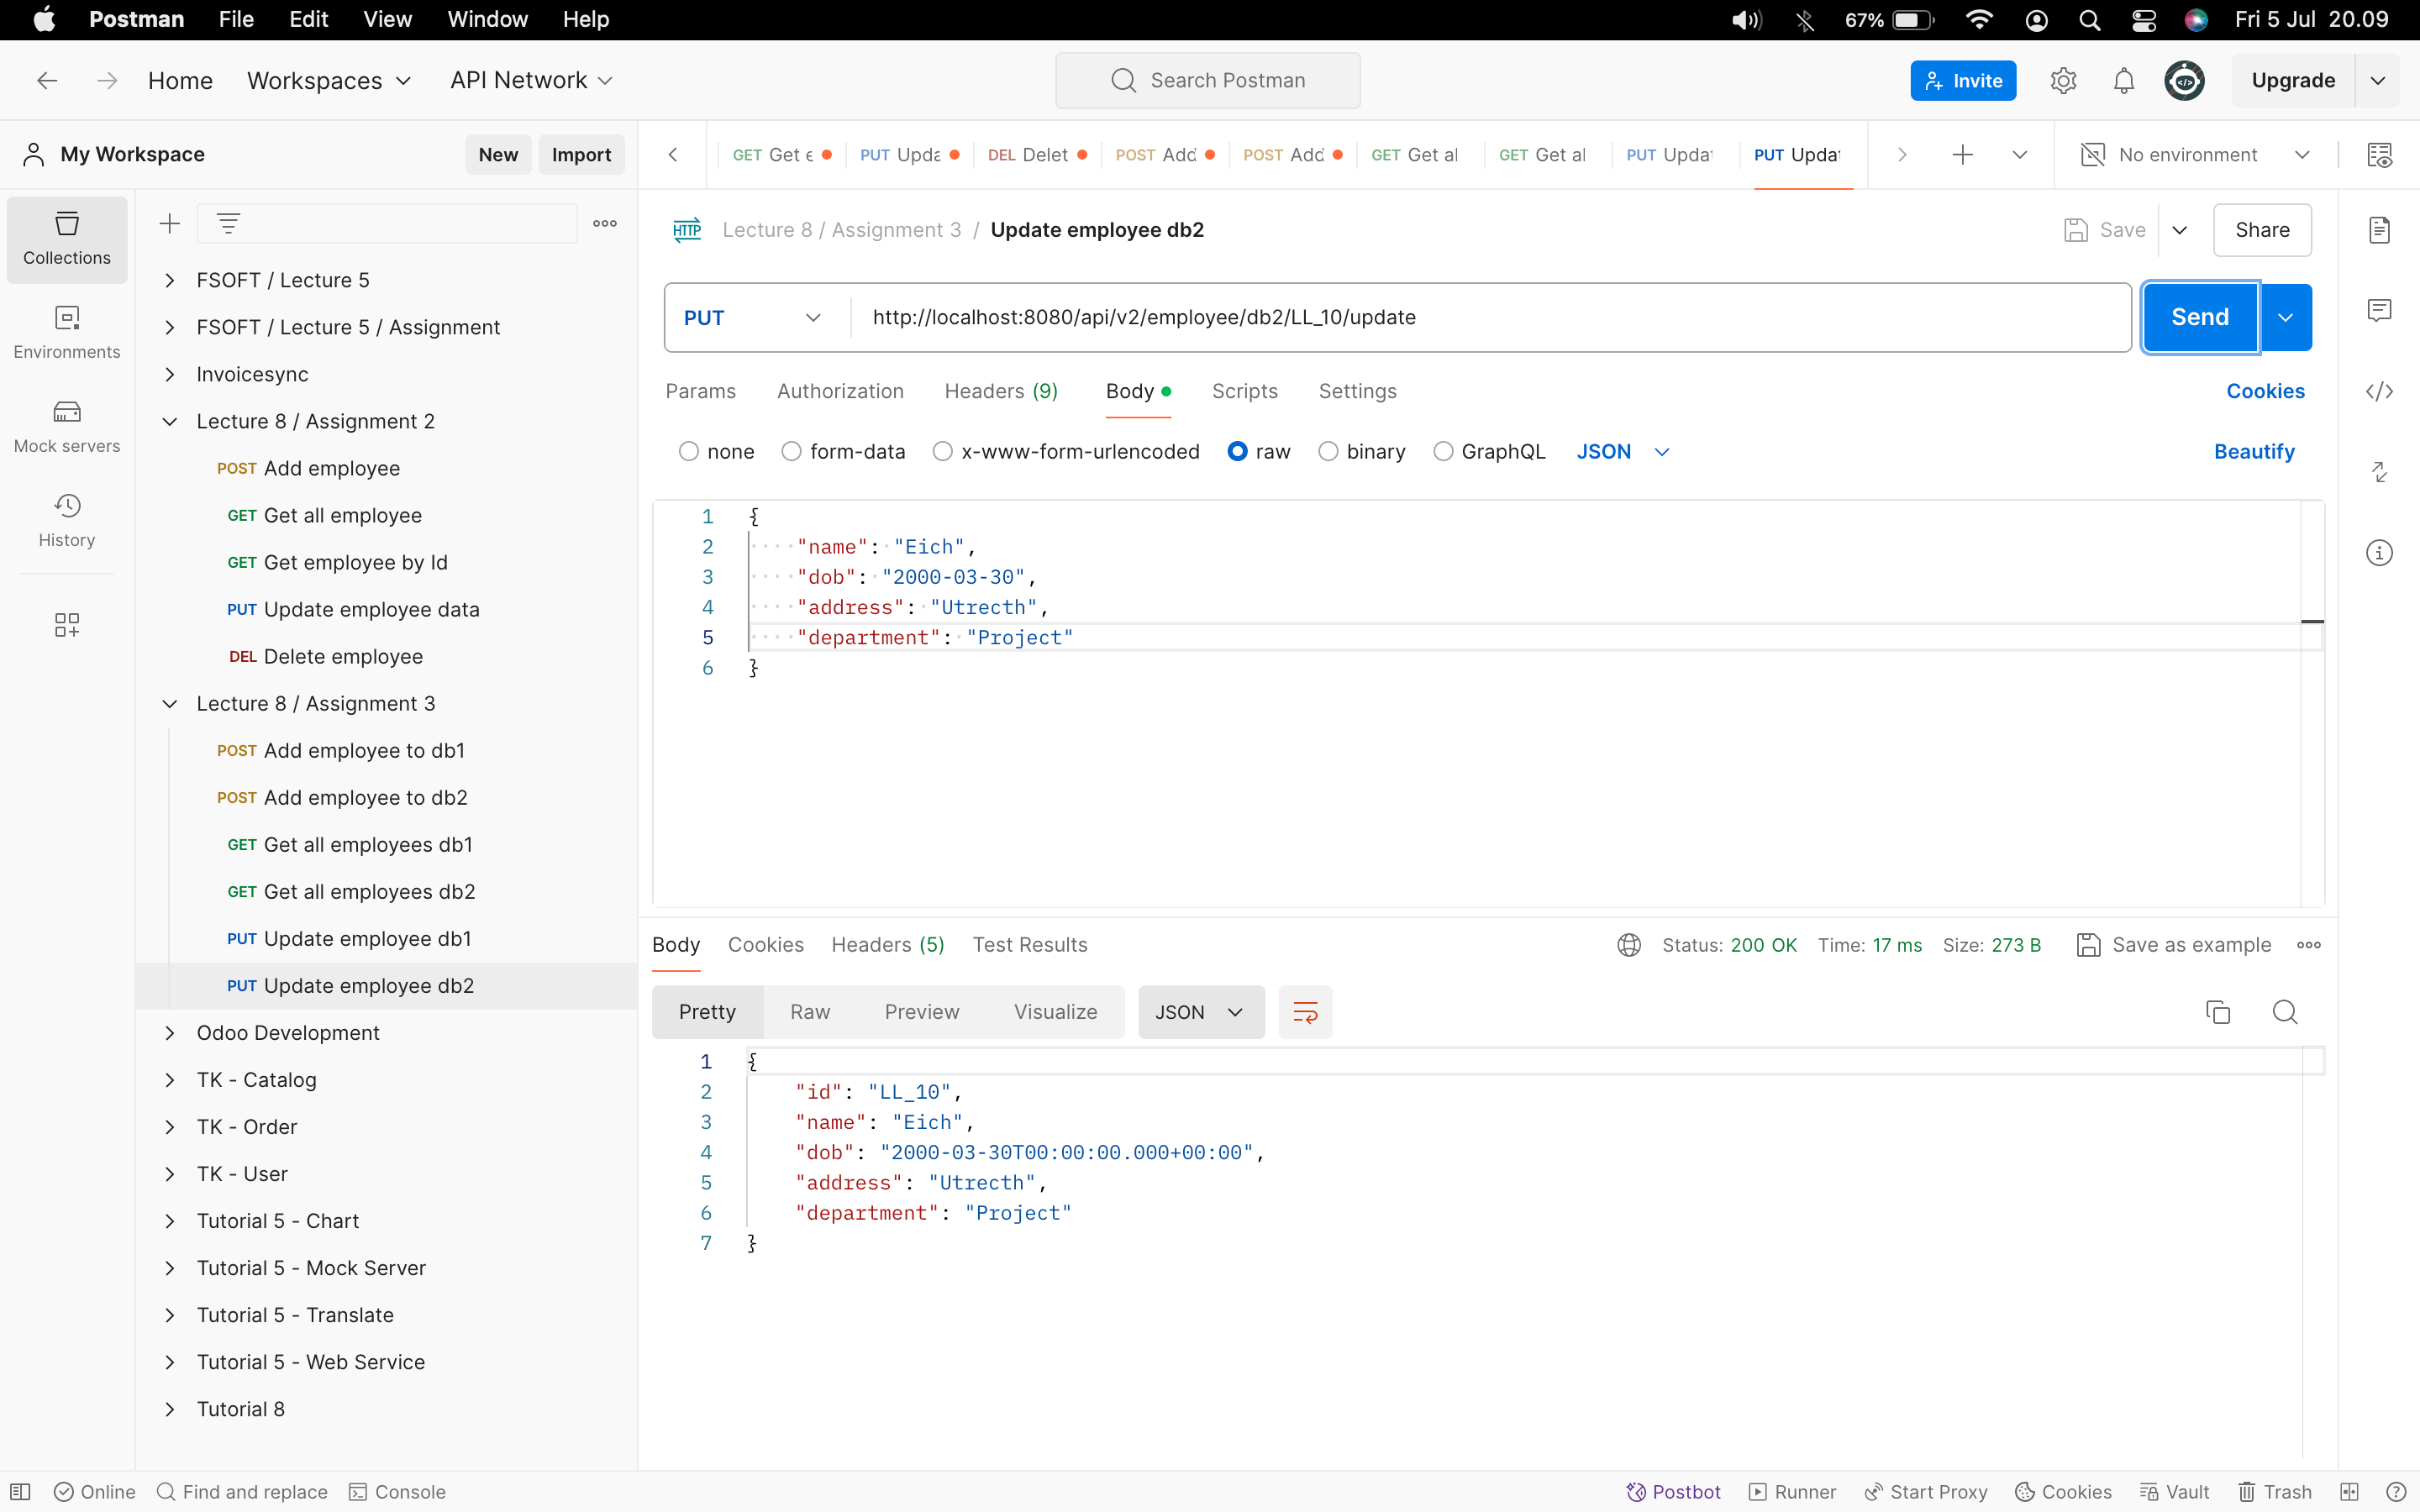 Postman File Edit View Window Help 67% Fri 5 Jul 20.09
Home Workspaces API Network Search Postman Invite Upgrade
My Workspace New Import GET Get e PUT Upda DEL Delet POST Add POST Add GET Get al GET Get al PUT Updat PUT Updat No environment
Collections
Environments
Mock servers
History
FSOFT / Lecture 5
FSOFT / Lecture 5 / Assignment
Invoicesync
Lecture 8 / Assignment 2
POST Add employee
GET Get all employee
GET Get employee by Id
PUT Update employee data
DEL Delete employee
Lecture 8 / Assignment 3
POST Add employee to db1
POST Add employee to db2
GET Get all employees db1
GET Get all employees db2
PUT Update employee db1
PUT Update employee db2
Odoo Development
TK - Catalog
TK - Order
TK - User
Tutorial 5 - Chart
Tutorial 5 - Mock Server
Tutorial 5 - Translate
Tutorial 5 - Web Service
Tutorial 8
HTTP Lecture 8 / Assignment 3 / Update employee db2 Save Share
PUT http://localhost:8080/api/v2/employee/db2/LL_10/update Send
Params Authorization Headers (9) Body Scripts Settings Cookies
none form-data x-www-form-urlencoded raw binary GraphQL JSON Beautify
1 {
2 "name": "Eich",
3 "dob": "2000-03-30",
4 "address": "Utrecth",
5 "department": "Project"
6 }
Body Cookies Headers (5) Test Results Status: 200 OK Time: 17 ms Size: 273 B Save as example
Pretty Raw Preview Visualize JSON
1 {
2 "id": "LL_10",
3 "name": "Eich",
4 "dob": "2000-03-30T00:00:00.000+00:00",
5 "address": "Utrecth",
6 "department": "Project"
7 }
Online Find and replace Console Postbot Runner Start Proxy Cookies Vault Trash